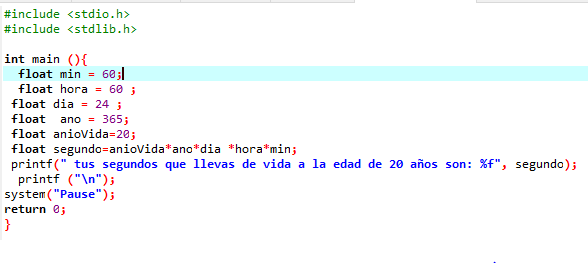 #include <stdio.h>
#include <stdlib.h>
int main (){
float min = 60;
float hora = 60 ;
float dia = 24 ;
float  ano = 365;
float anioVida=20;
float segundo=anioVida*ano*dia *hora*min;
printf(" tus segundos que llevas de vida a la edad de 20 años son: %f", segundo);
printf ("\n");
system("Pause");
return 0;
}